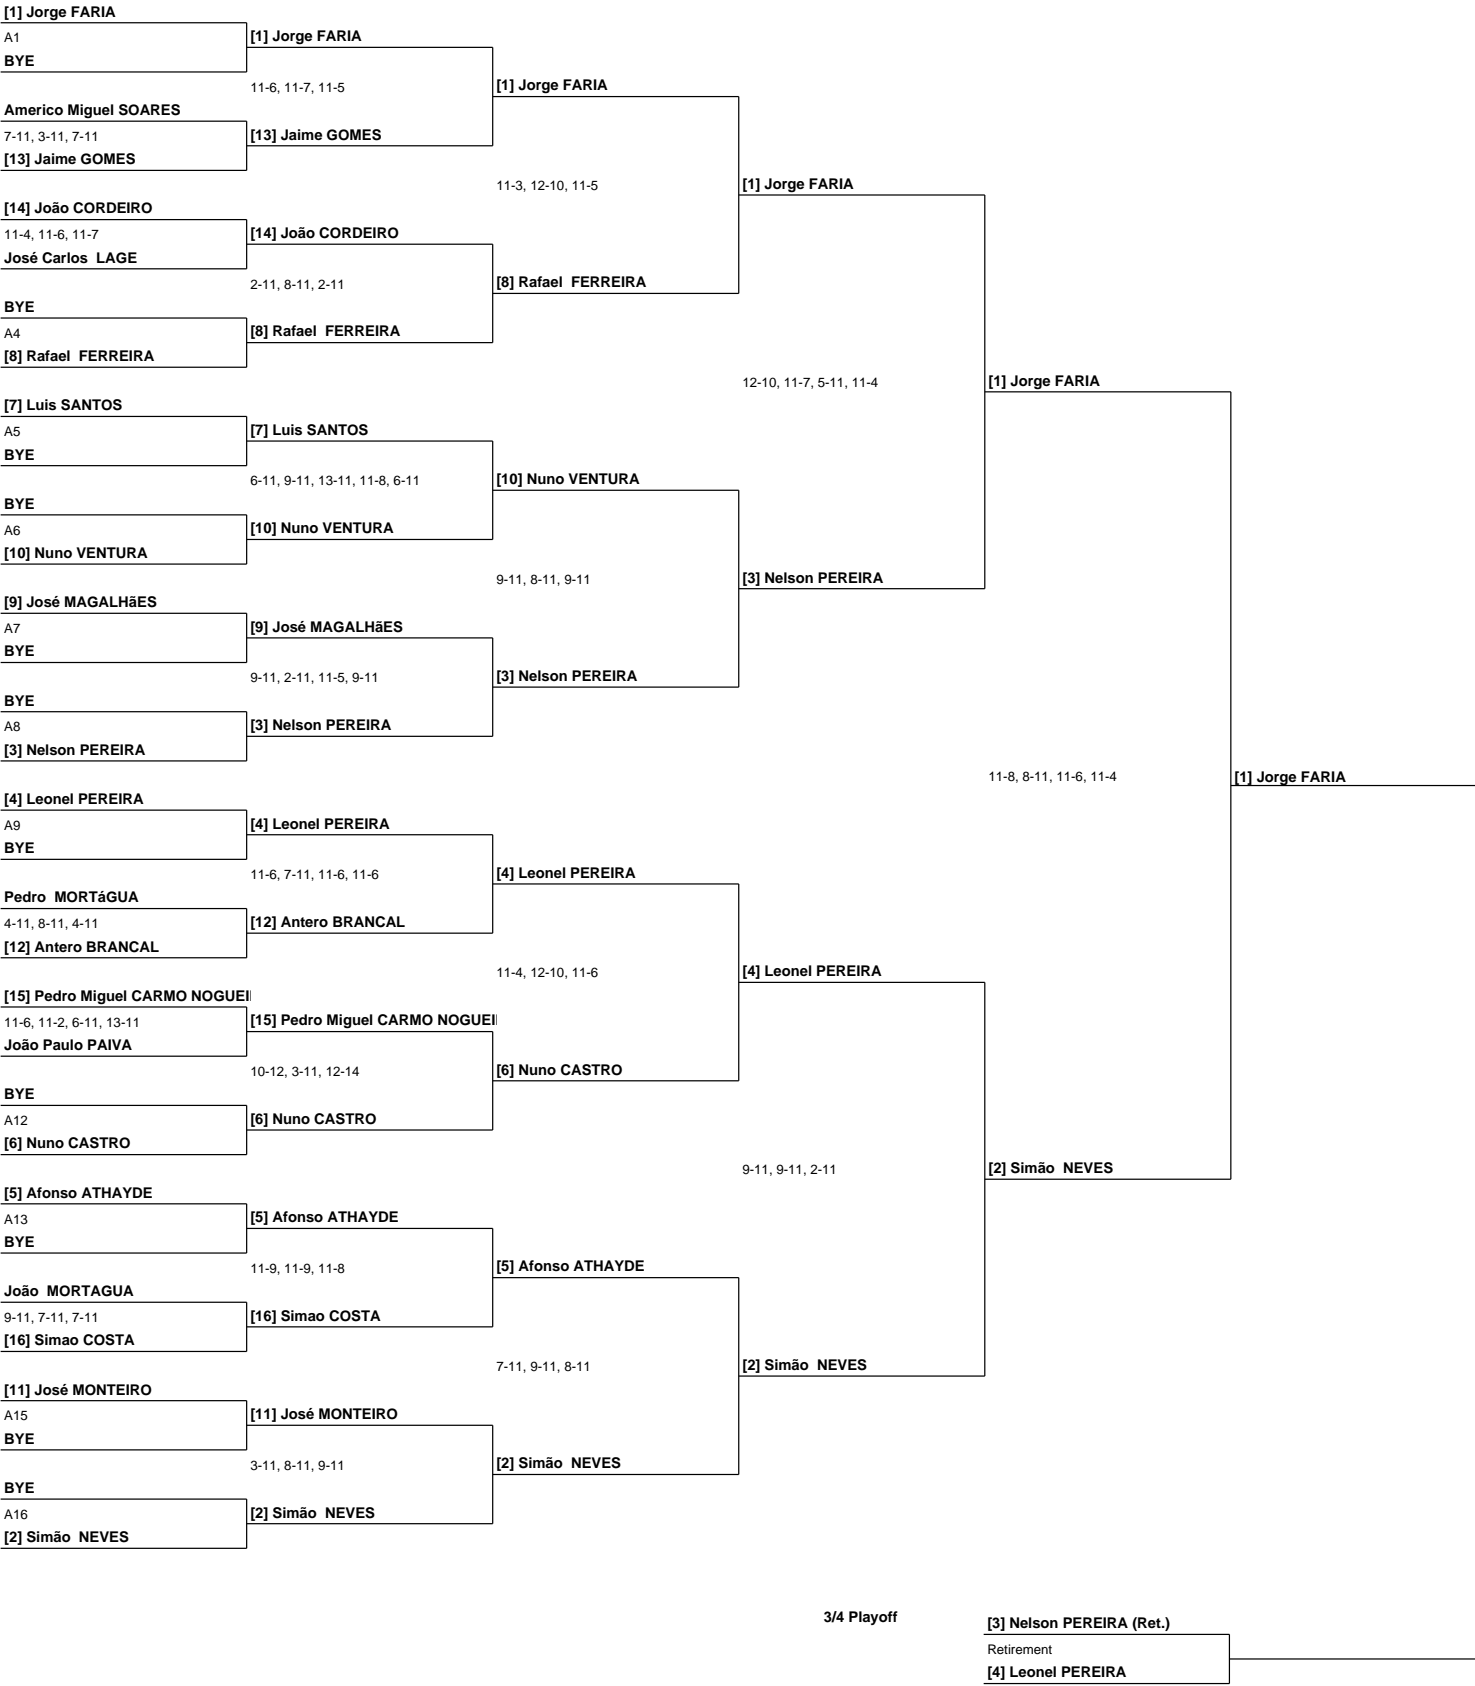 [1] Jorge FARIA
A1
BYE
Americo Miguel SOARES
7-11, 3-11, 7-11
[13] Jaime GOMES
[14] João CORDEIRO
11-4, 11-6, 11-7
José Carlos  LAGE
BYE
A4
[8] Rafael  FERREIRA
[7] Luis SANTOS
A5
BYE
BYE
A6
[10] Nuno VENTURA
[9] José MAGALHãES
A7
BYE
BYE
A8
[3] Nelson PEREIRA
[4] Leonel PEREIRA
A9
BYE
Pedro  MORTáGUA
4-11, 8-11, 4-11
[12] Antero BRANCAL
[15] Pedro Miguel CARMO NOGUEI
11-6, 11-2, 6-11, 13-11
João Paulo PAIVA
BYE
A12
[6] Nuno CASTRO
[5] Afonso ATHAYDE
A13
BYE
João  MORTAGUA
9-11, 7-11, 7-11
[16] Simao COSTA
[11] José MONTEIRO
A15
BYE
BYE
A16
[2] Simão  NEVES
[1] Jorge FARIA
11-6, 11-7, 11-5
[13] Jaime GOMES
[14] João CORDEIRO
2-11, 8-11, 2-11
[8] Rafael  FERREIRA
[7] Luis SANTOS
6-11, 9-11, 13-11, 11-8, 6-11
[10] Nuno VENTURA
[9] José MAGALHãES
9-11, 2-11, 11-5, 9-11
[3] Nelson PEREIRA
[4] Leonel PEREIRA
11-6, 7-11, 11-6, 11-6
[12] Antero BRANCAL
[15] Pedro Miguel CARMO NOGUEI
10-12, 3-11, 12-14
[6] Nuno CASTRO
[5] Afonso ATHAYDE
11-9, 11-9, 11-8
[16] Simao COSTA
[11] José MONTEIRO
3-11, 8-11, 9-11
[2] Simão  NEVES
[1] Jorge FARIA
11-3, 12-10, 11-5
[8] Rafael  FERREIRA
[10] Nuno VENTURA
9-11, 8-11, 9-11
[3] Nelson PEREIRA
[4] Leonel PEREIRA
11-4, 12-10, 11-6
[6] Nuno CASTRO
[5] Afonso ATHAYDE
7-11, 9-11, 8-11
[2] Simão  NEVES
[1] Jorge FARIA
12-10, 11-7, 5-11, 11-4
[3] Nelson PEREIRA
[4] Leonel PEREIRA
9-11, 9-11, 2-11
[2] Simão  NEVES
[1] Jorge FARIA
11-8, 8-11, 11-6, 11-4
[2] Simão  NEVES
[1] Jorge FARIA
3/4 Playoff
[3] Nelson PEREIRA (Ret.)
Retirement
[4] Leonel PEREIRA